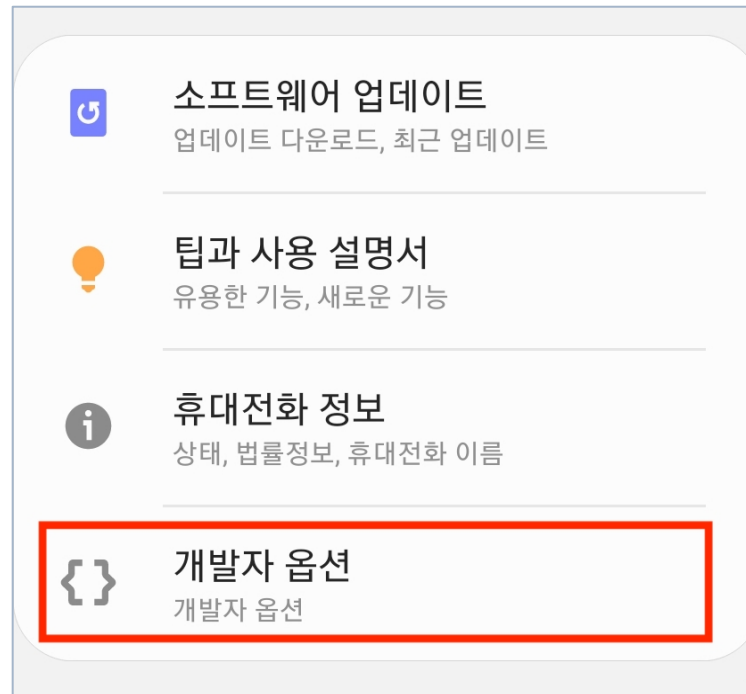 소프트웨어 업데이트
업데이트 다운로드, 최근 업데이트
팁과 사용 설명서
유용한 기능, 새로운 기능
휴대전화 정보
상태, 법률정보, 휴대전화 이름
개발자 옵션
개발자 옵션